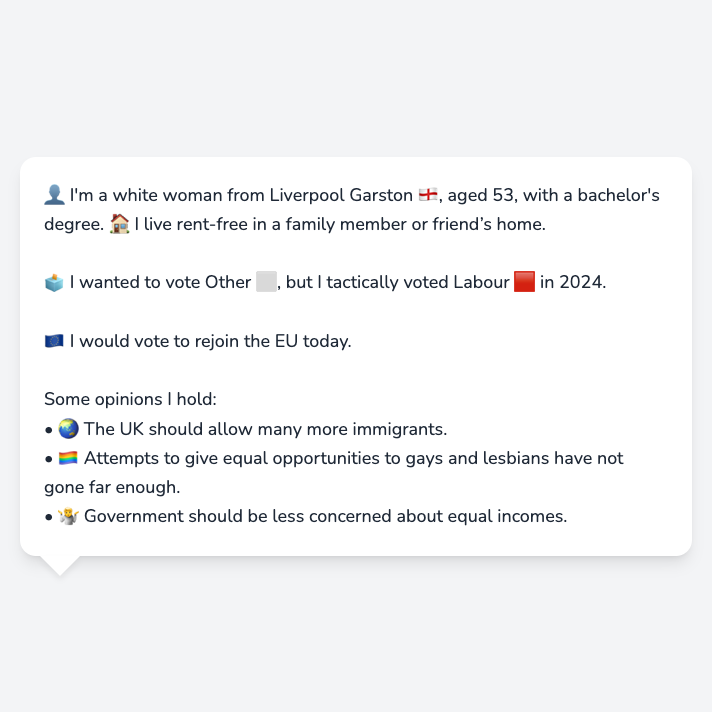 👤 I'm a white woman from Liverpool Garston 🏴󠁧󠁢󠁥󠁮󠁧󠁿, aged 53, with a bachelor's
degree. 🏠 I live rent-free in a family member or friend’s home.
🗳️ I wanted to vote Other ⬜, but I tactically voted Labour 🟥 in 2024.
🇪🇺 I would vote to rejoin the EU today.
Some opinions I hold:
• 🌏 The UK should allow many more immigrants.
• 🏳️‍🌈 Attempts to give equal opportunities to gays and lesbians have not
gone far enough.
• 🤷‍♀️ Government should be less concerned about equal incomes.